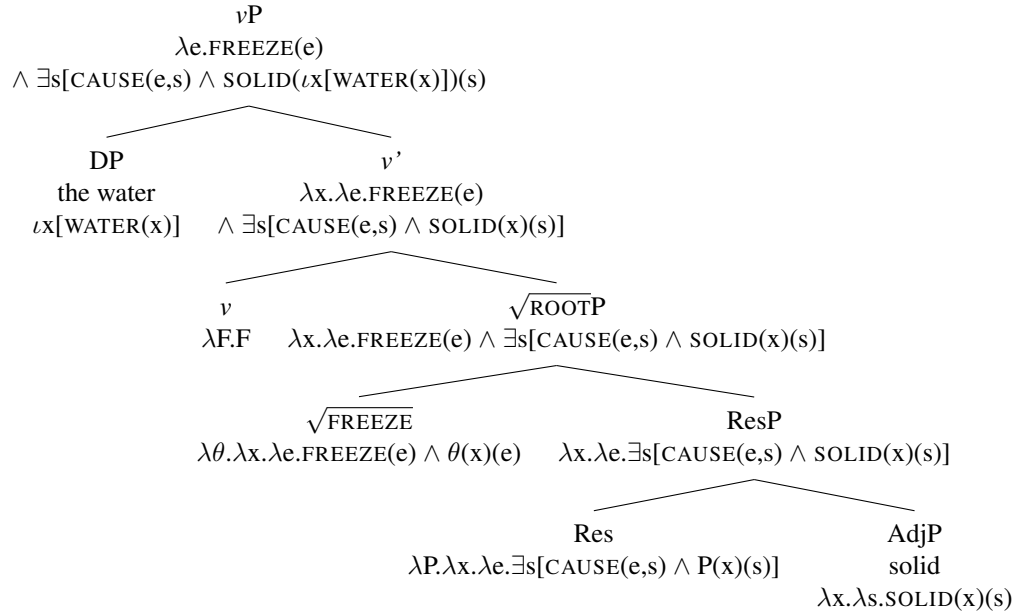 vP
λe.FREEZE(e)
∧ ∃s[CAUSE(e,s) ∧ SOLID(ιx[WATER(x)])(s)
DP
the water
ιx[WATER(x)]
v’
λx.λe.FREEZE(e)
∧ ∃s[CAUSE(e,s) ∧ SOLID(x)(s)]
v
λF.F
√ROOTP
λx.λe.FREEZE(e) ∧ ∃s[CAUSE(e,s) ∧ SOLID(x)(s)]
√FREEZE
λθ.λx.λe.FREEZE(e) ∧ θ(x)(e)
ResP
λx.λe.∃s[CAUSE(e,s) ∧ SOLID(x)(s)]
Res
λP.λx.λe.∃s[CAUSE(e,s) ∧ P(x)(s)]
AdjP
solid
λx.λs.SOLID(x)(s)